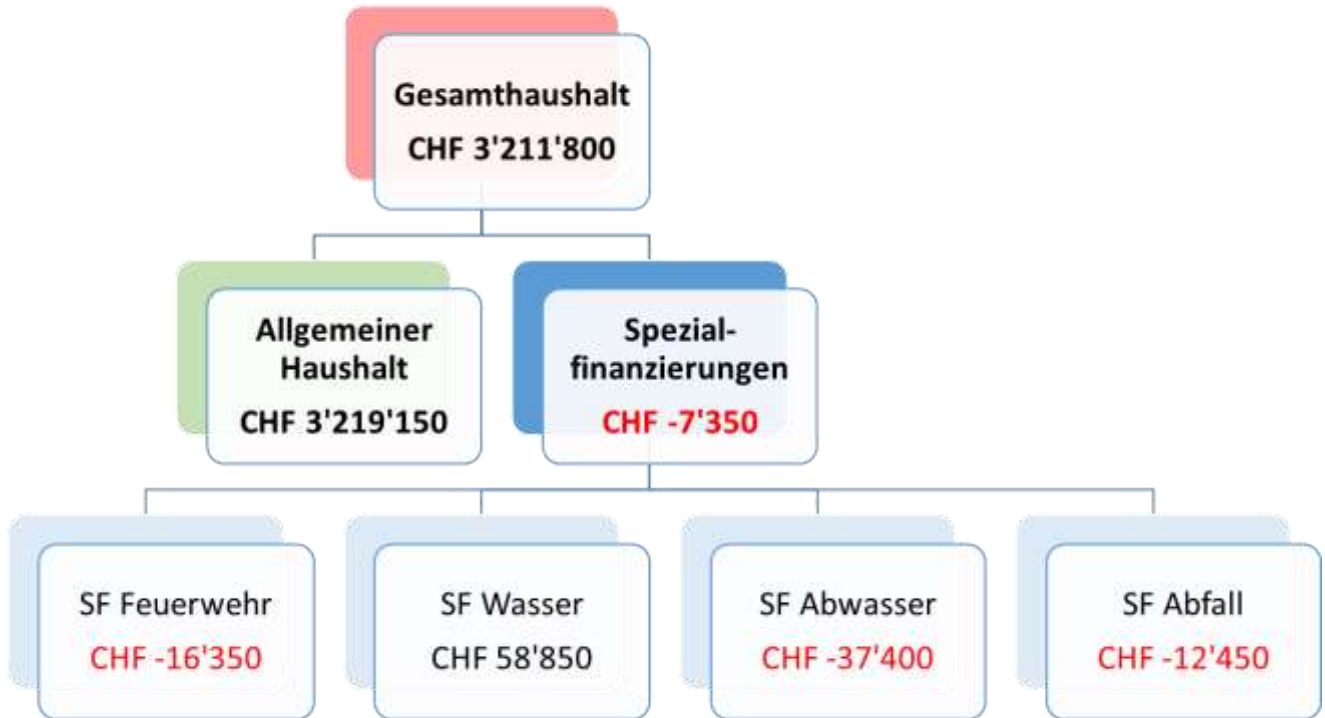 Gesamthaushalt
CHF 3'211'800
Allgemeiner
Haushalt
CHF 3'219'150
Spezial-
finanzierungen
CHF -7'350
SF Feuerwehr
CHF -16'350
SF Wasser
CHF 58'850
SF Abwasser
CHF -37'400
SF Abfall
CHF -12'450